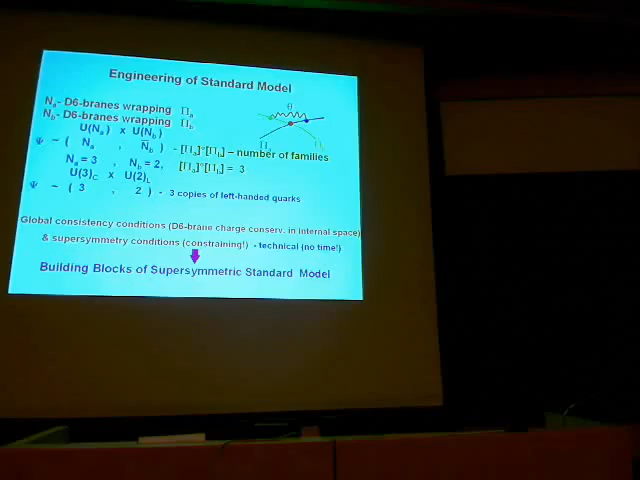 Engineering of Standard Model
θ
Na- D6-branes wrapping Πa
Nb- D6-branes wrapping Πb
U(Na) x U(Nb)
Ψ ~ ( Na , N̄b ) - [Πa]°[Πb] – number of families
Πa
Na = 3 , Nb = 2, [Πa]°[Πb] = 3
U(3)C x U(2)L
Ψ ~ ( 3 , 2 ) - 3 copies of left-handed quarks
Global consistency conditions (D6-brane charge conserv. in internal space)
& supersymmetry conditions (constraining!) - technical (no time!)
Building Blocks of Supersymmetric Standard Model